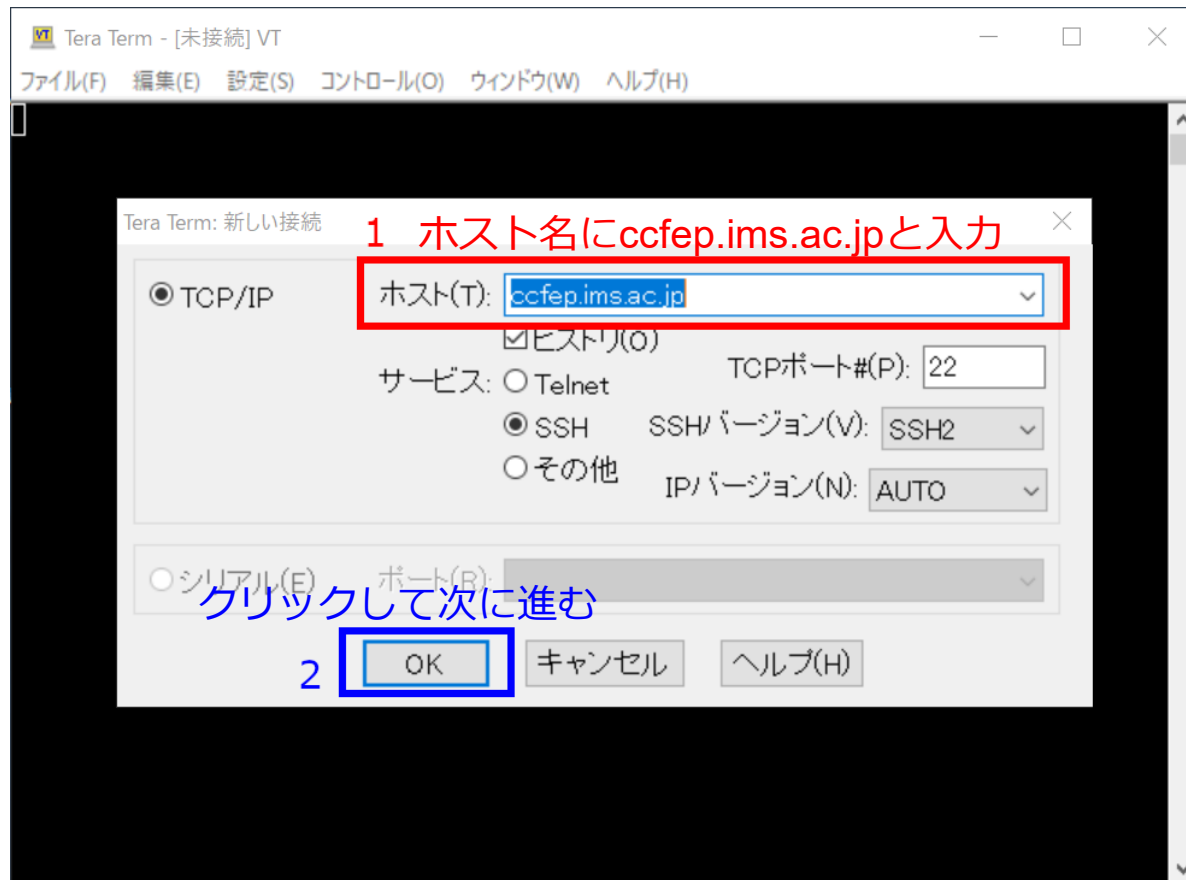 Tera Term - [未接続] VT
ファイル(F) 編集(E) 設定(S) コントロール(O) ウィンドウ(W) ヘルプ(H)
Tera Term: 新しい接続
1 ホスト名にccfep.ims.ac.jpと入力
TCP/IP ホスト(T): ccfep.ims.ac.jp
ヒストリ(O)
サービス: Telnet TCPポート#(P): 22
SSH SSHバージョン(V): SSH2
その他 IPバージョン(N): AUTO
シリアル(E) ポート(R):
クリックして次に進む
2 OK キャンセル ヘルプ(H)